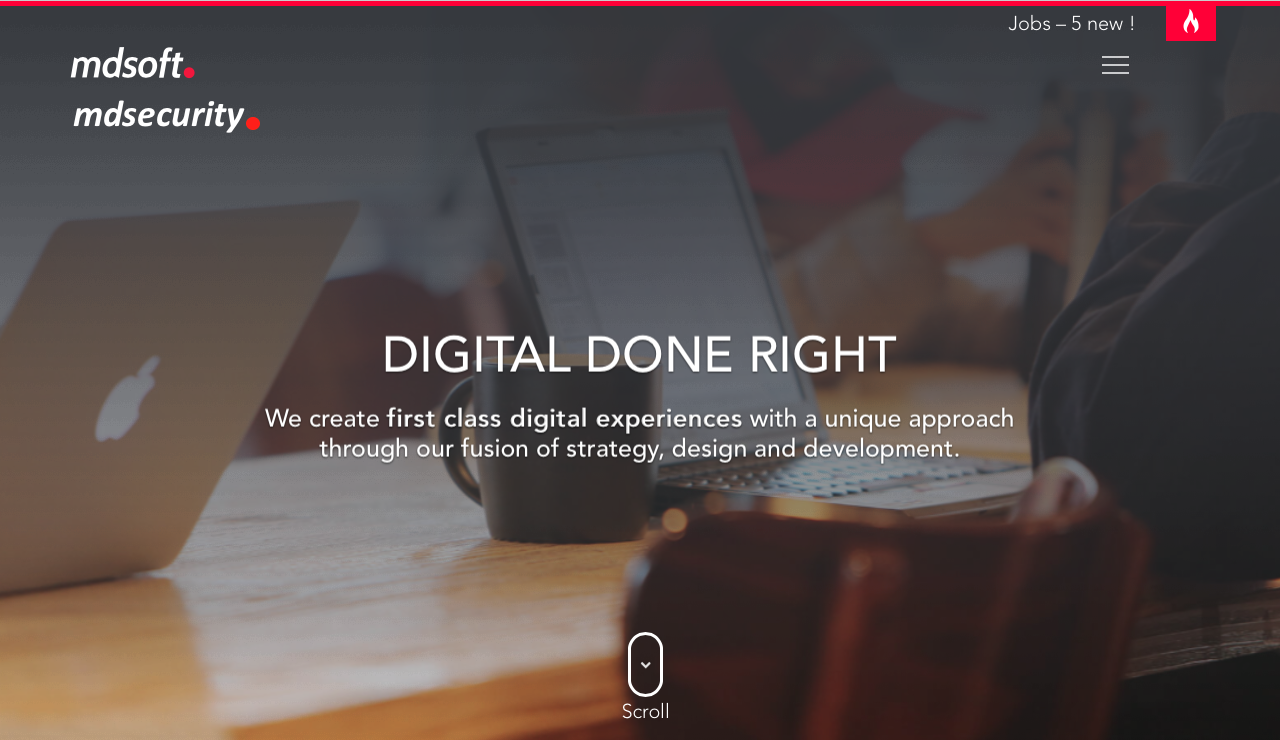 Jobs – 5 new !
mdsoft.
mdsecurity.
DIGITAL DONE RIGHT
We create first class digital experiences with a unique approach
through our fusion of strategy, design and development.
Scroll